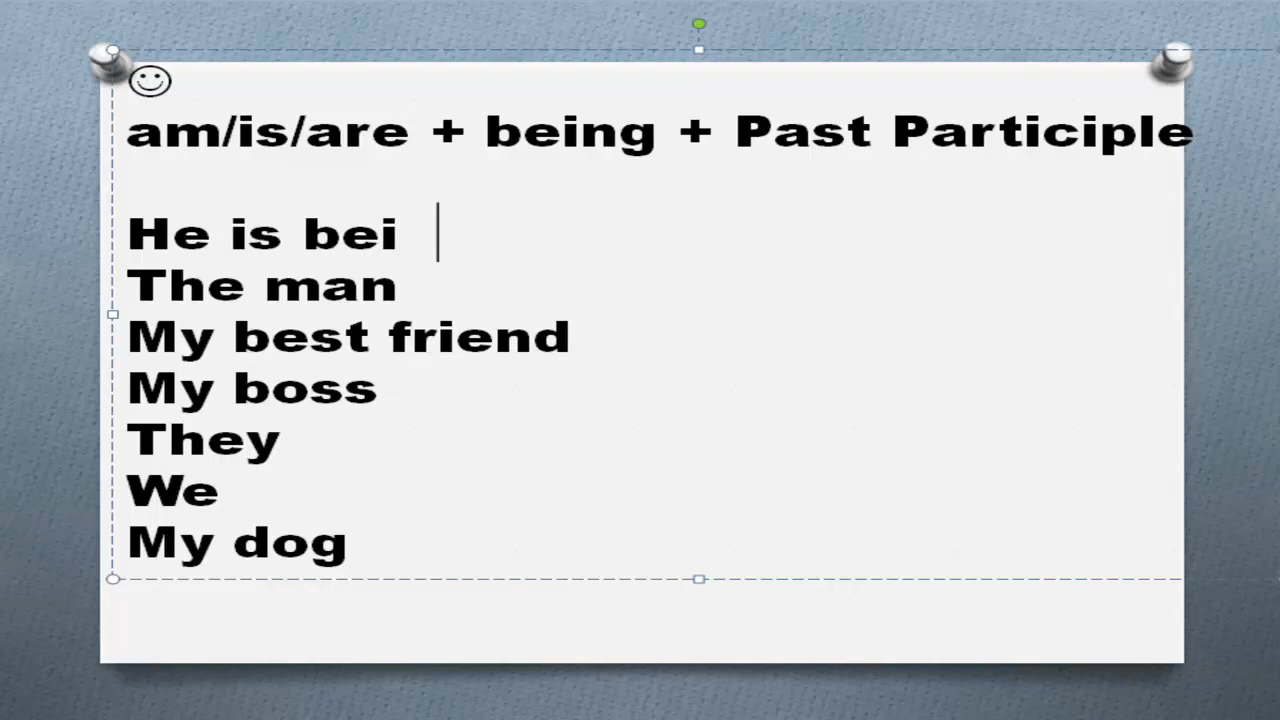 am/is/are + being + Past Participle
He is bei
The man
My best friend
My boss
They
We
My dog